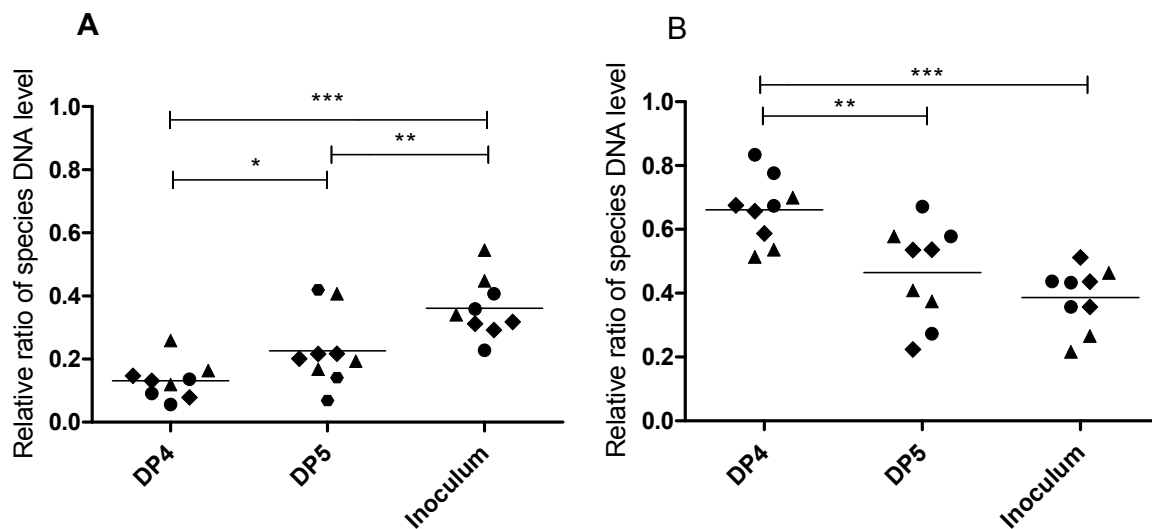 A
Relative ratio of species DNA level
1.0
0.8
0.6
0.4
0.2
0.0
***
**
*
DP4
DP5
Inoculum
B
Relative ratio of species DNA level
1.0
0.8
0.6
0.4
0.2
0.0
***
**
DP4
DP5
Inoculum